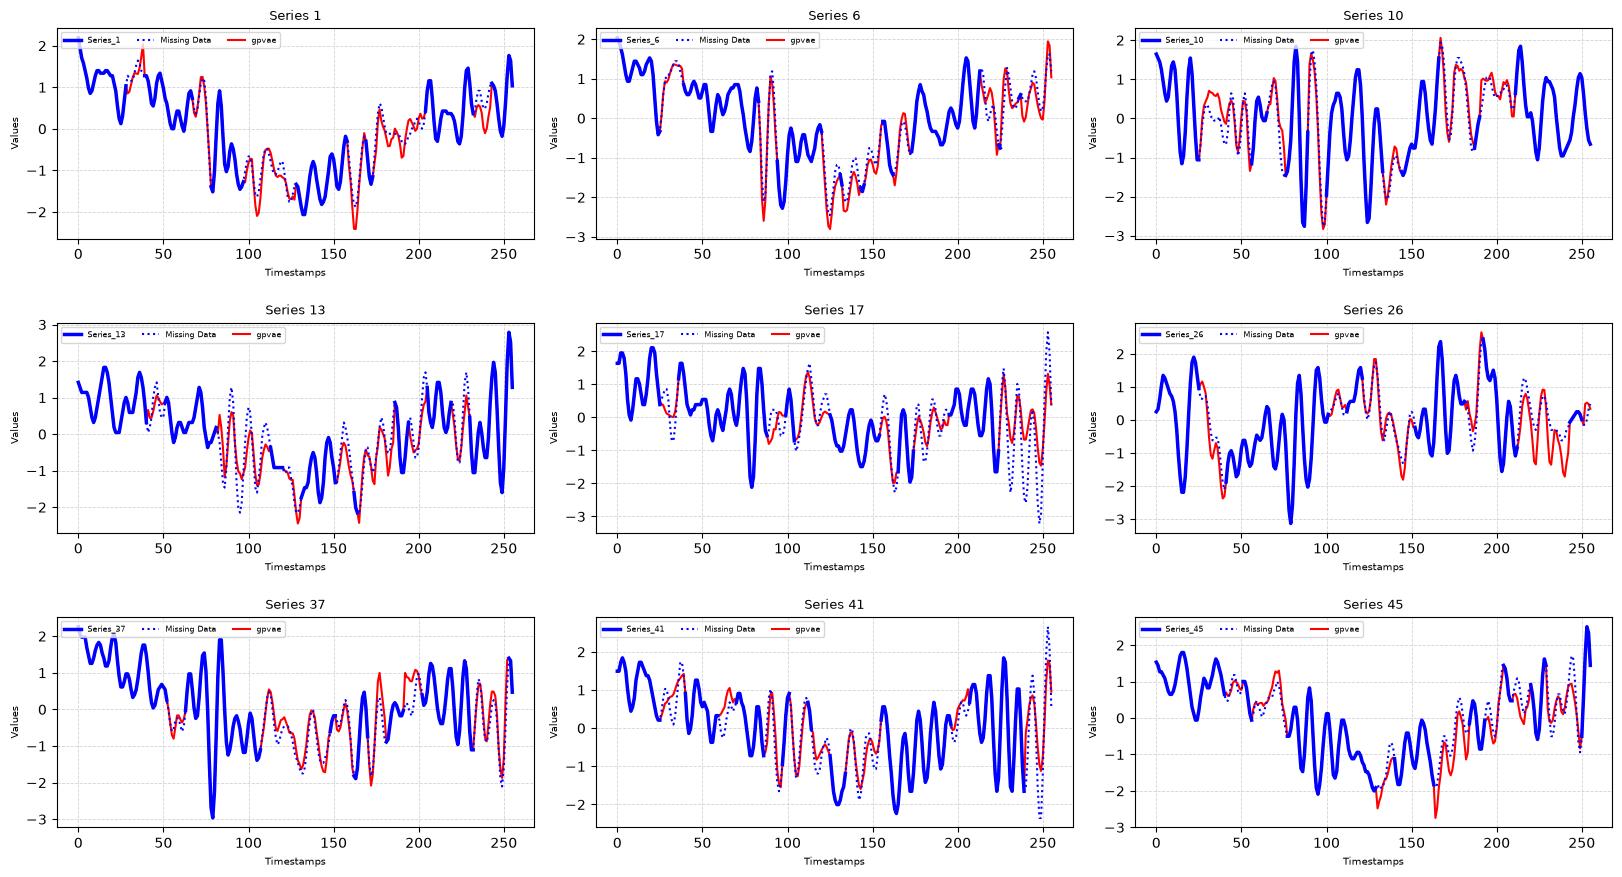 Series 1
Series_1 Missing Data gpvae
Values
2
1
0
−1
−2
0 50 100 150 200 250
Timestamps
Series 6
Series_6 Missing Data gpvae
Values
2
1
0
−1
−2
−3
0 50 100 150 200 250
Timestamps
Series 10
Series_10 Missing Data gpvae
Values
2
1
0
−1
−2
−3
0 50 100 150 200 250
Timestamps
Series 13
Series_13 Missing Data gpvae
Values
3
2
1
0
−1
−2
0 50 100 150 200 250
Timestamps
Series 17
Series_17 Missing Data gpvae
Values
2
1
0
−1
−2
−3
0 50 100 150 200 250
Timestamps
Series 26
Series_26 Missing Data gpvae
Values
2
1
0
−1
−2
−3
0 50 100 150 200 250
Timestamps
Series 37
Series_37 Missing Data gpvae
Values
2
1
0
−1
−2
−3
0 50 100 150 200 250
Timestamps
Series 41
Series_41 Missing Data gpvae
Values
2
1
0
−1
−2
0 50 100 150 200 250
Timestamps
Series 45
Series_45 Missing Data gpvae
Values
2
1
0
−1
−2
−3
0 50 100 150 200 250
Timestamps